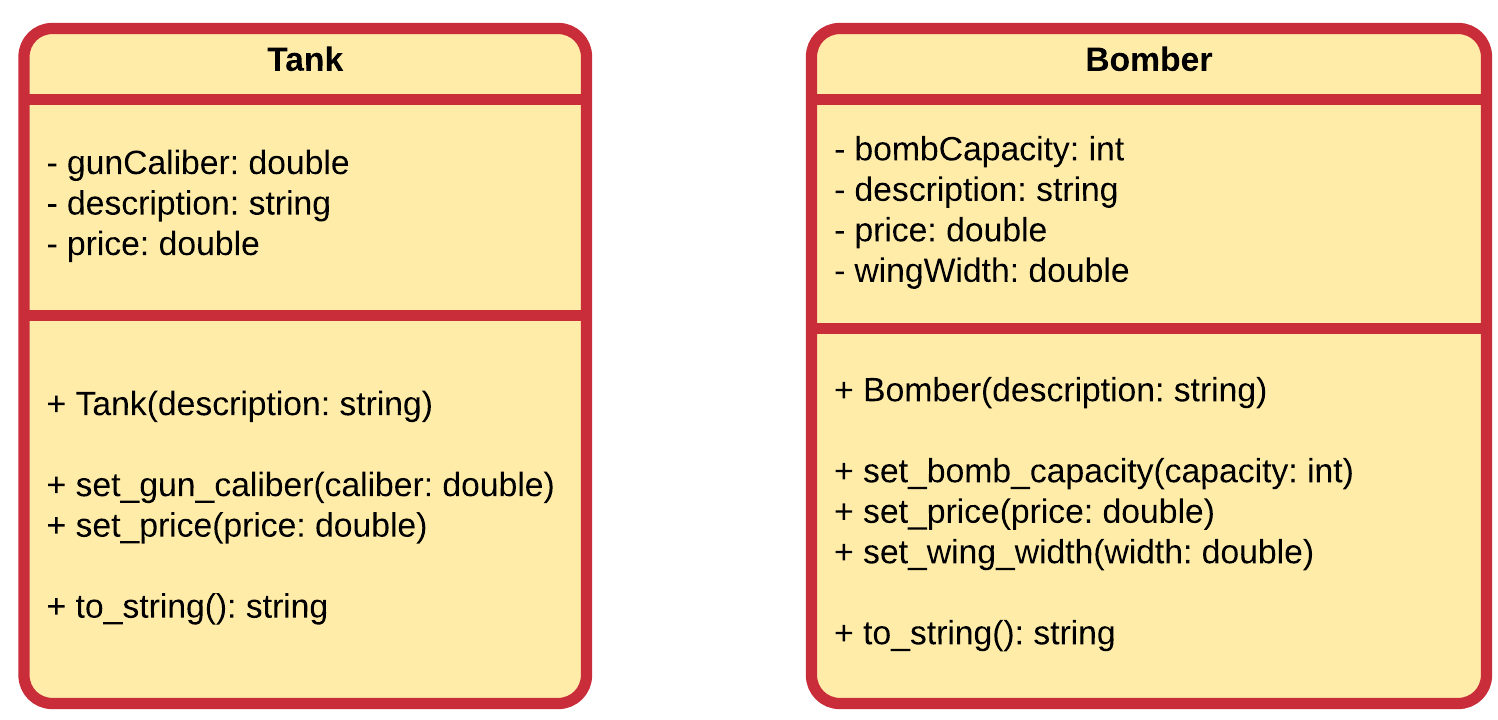 Tank
- gunCaliber: double
- description: string
- price: double
+ Tank(description: string)
+ set_gun_caliber(caliber: double)
+ set_price(price: double)
+ to_string(): string
Bomber
- bombCapacity: int
- description: string
- price: double
- wingWidth: double
+ Bomber(description: string)
+ set_bomb_capacity(capacity: int)
+ set_price(price: double)
+ set_wing_width(width: double)
+ to_string(): string